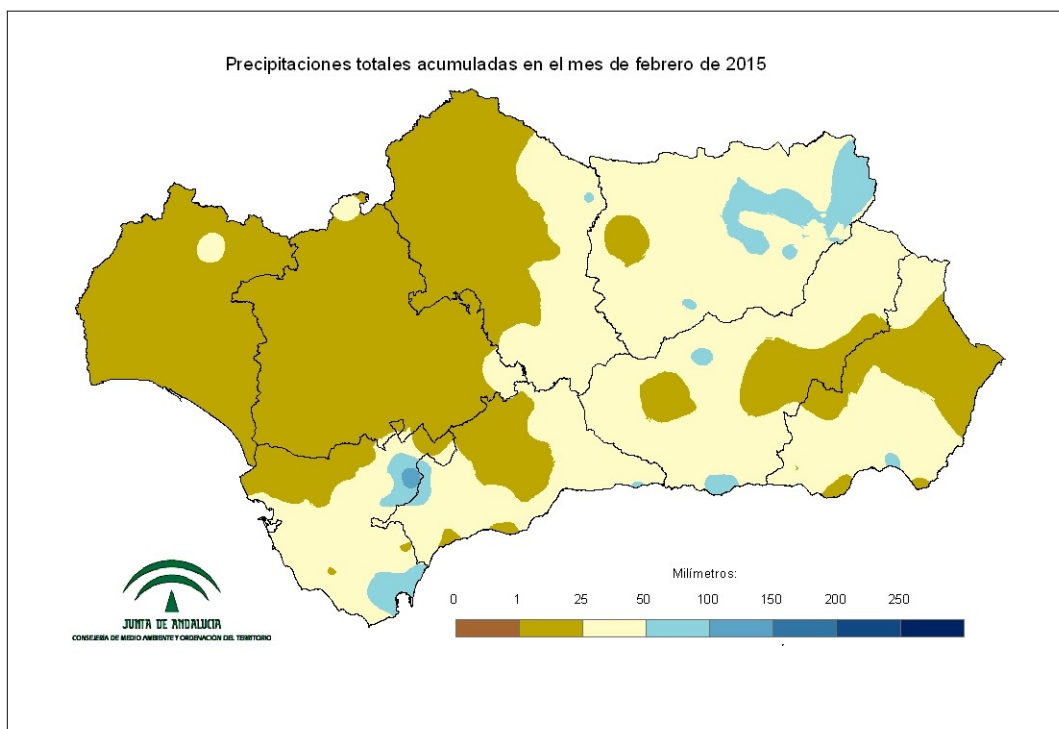 Precipitaciones totales acumuladas en el mes de febrero de 2015
Milímetros:
0 1 25 50 100 150 200 250
JUNTA DE ANDALUCIA
CONSEJERÍA DE MEDIO AMBIENTE Y ORDENACIÓN DEL TERRITORIO